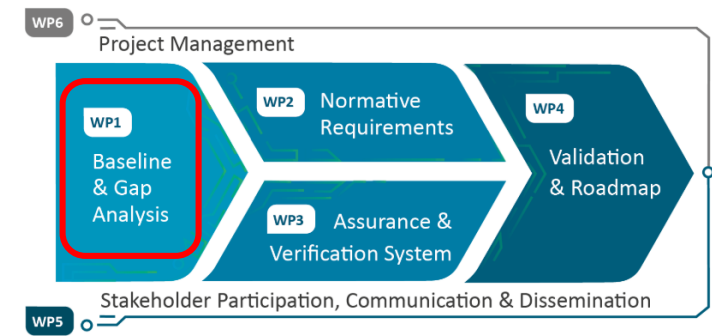 WP6
Project Management
WP1
Baseline
& Gap
Analysis
WP2
Normative
Requirements
WP3
Assurance &
Verification System
WP4
Validation
& Roadmap
Stakeholder Participation, Communication & Dissemination
WP5